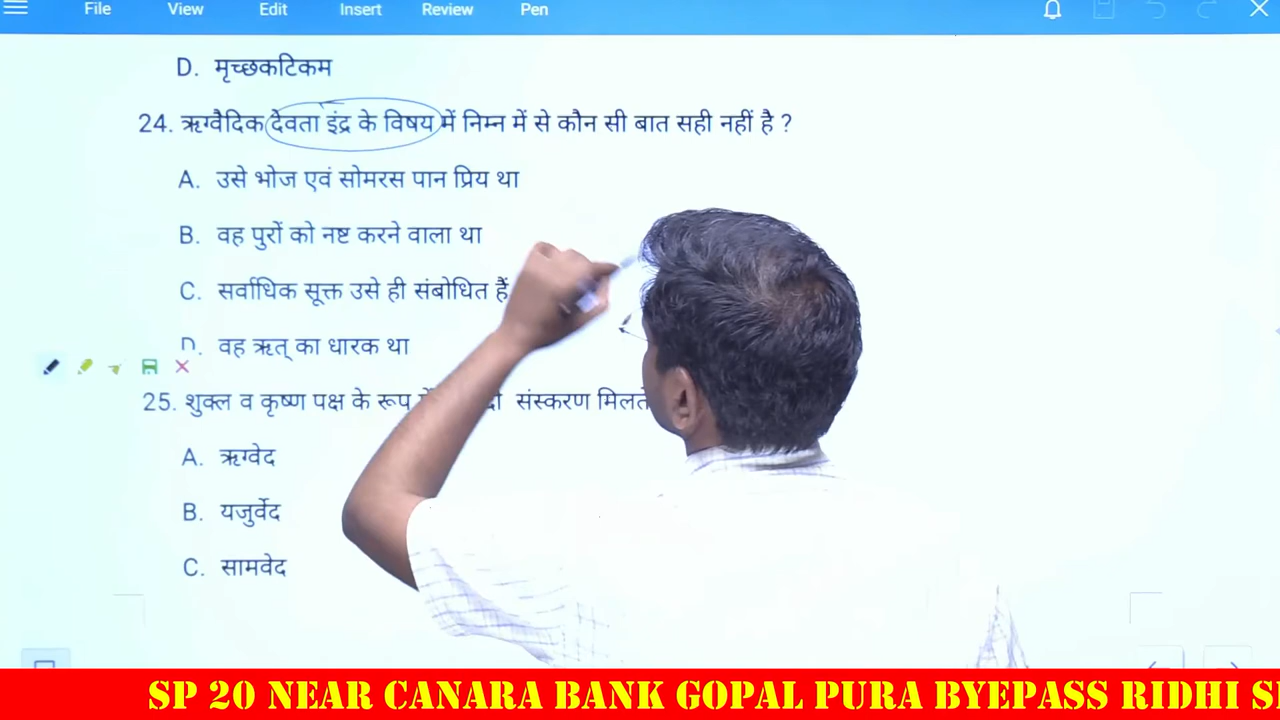 File View Edit Insert Review Pen
D. मृच्छकटिकम
24. ऋग्वैदिक देवता इंद्र के विषय में निम्न में से कौन सी बात सही नहीं है ?
A. उसे भोज एवं सोमरस पान प्रिय था
B. वह पुरों को नष्ट करने वाला था
C. सर्वाधिक सूक्त उसे ही संबोधित हैं
D. वह ऋत् का धारक था
25. शुक्ल व कृष्ण पक्ष के रूप संस्करण
A. ऋग्वेद
B. यजुर्वेद
C. सामवेद
SP 20 NEAR CANARA BANK GOPAL PURA BYEPASS RIDHI